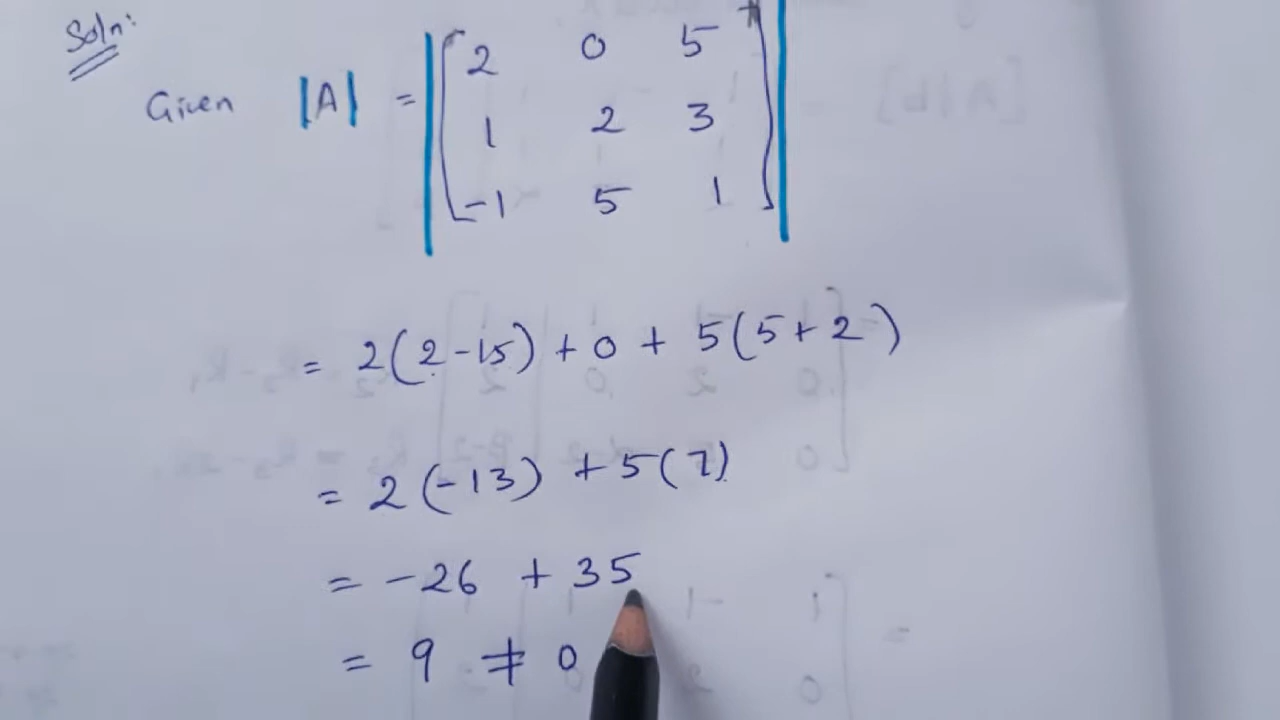 Soln:
Given |A| = | [ 2 0 5
1 2 3
-1 5 1 ] |
= 2(2-15) + 0 + 5(5+2)
= 2(-13) + 5(7)
= -26 + 35
= 9 ≠ 0